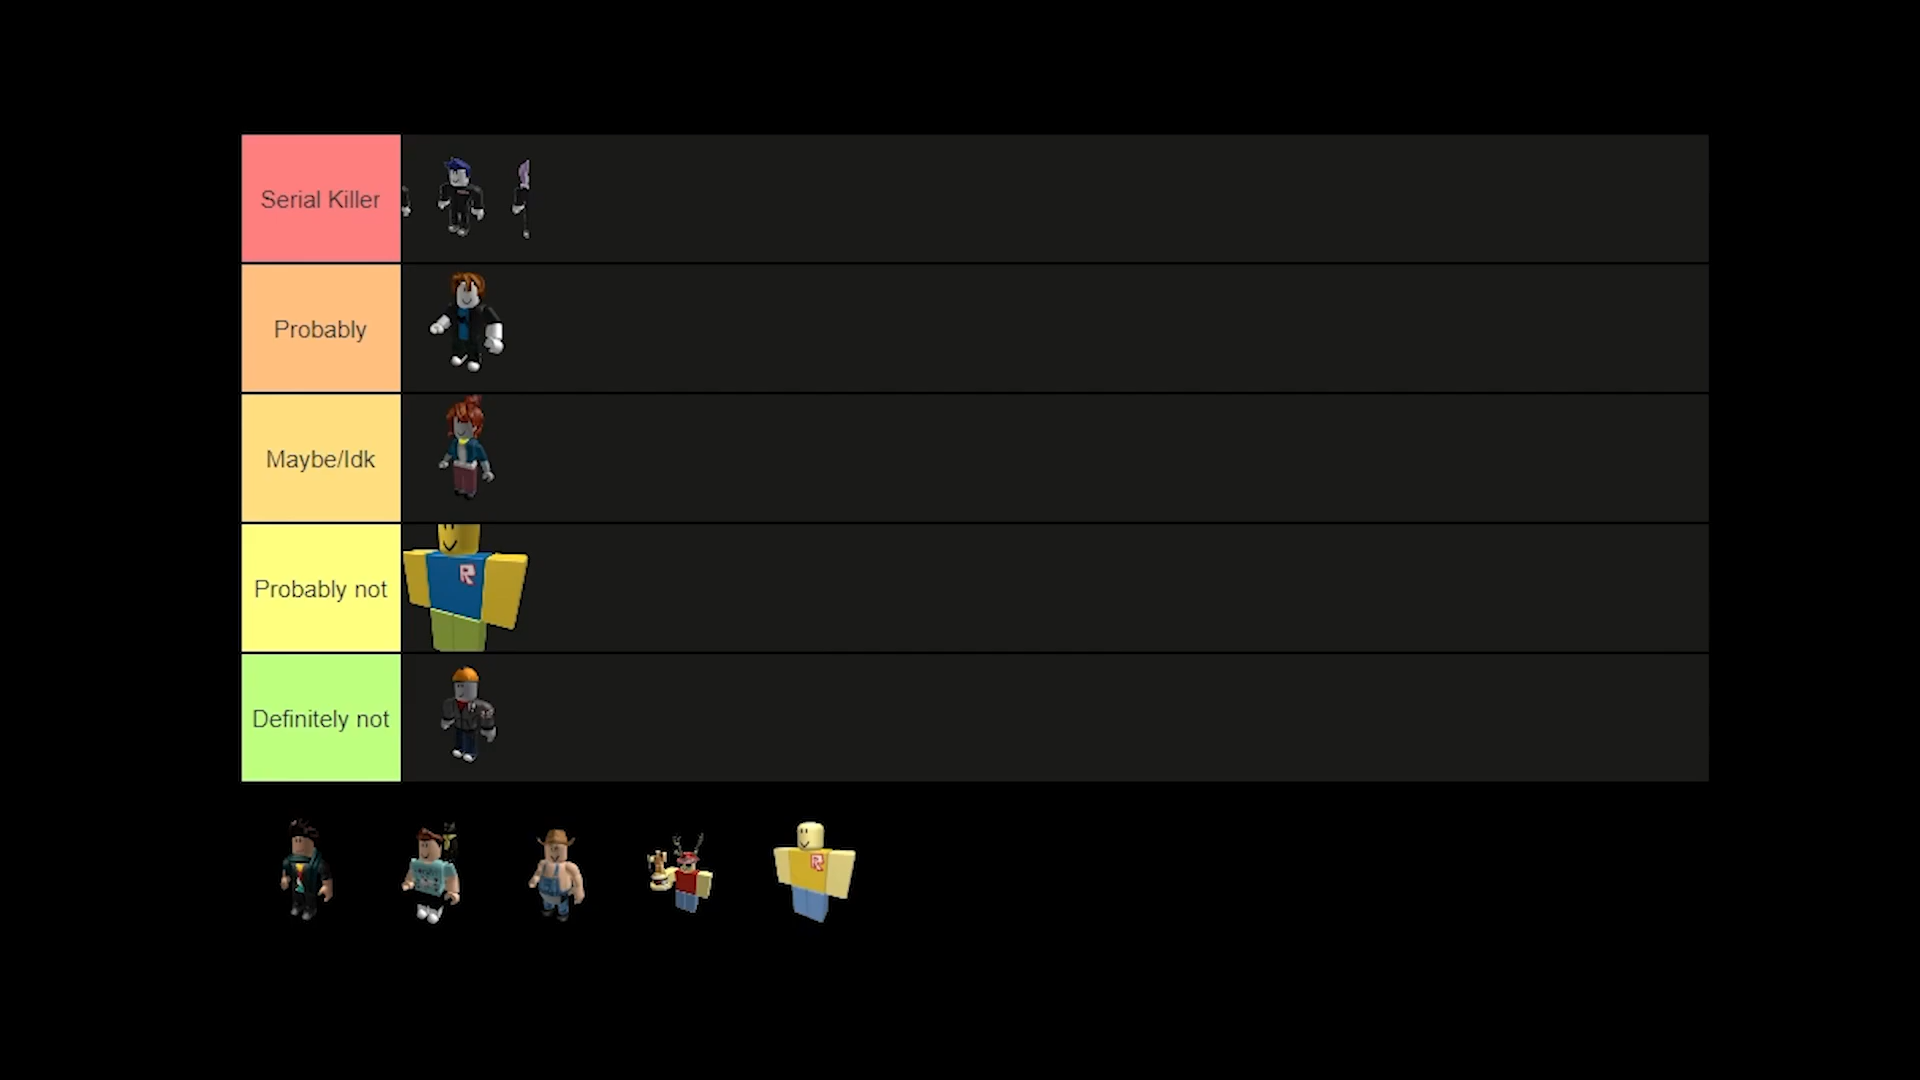 Serial Killer
Probably
Maybe/Idk
Probably not
R
Definitely not
R